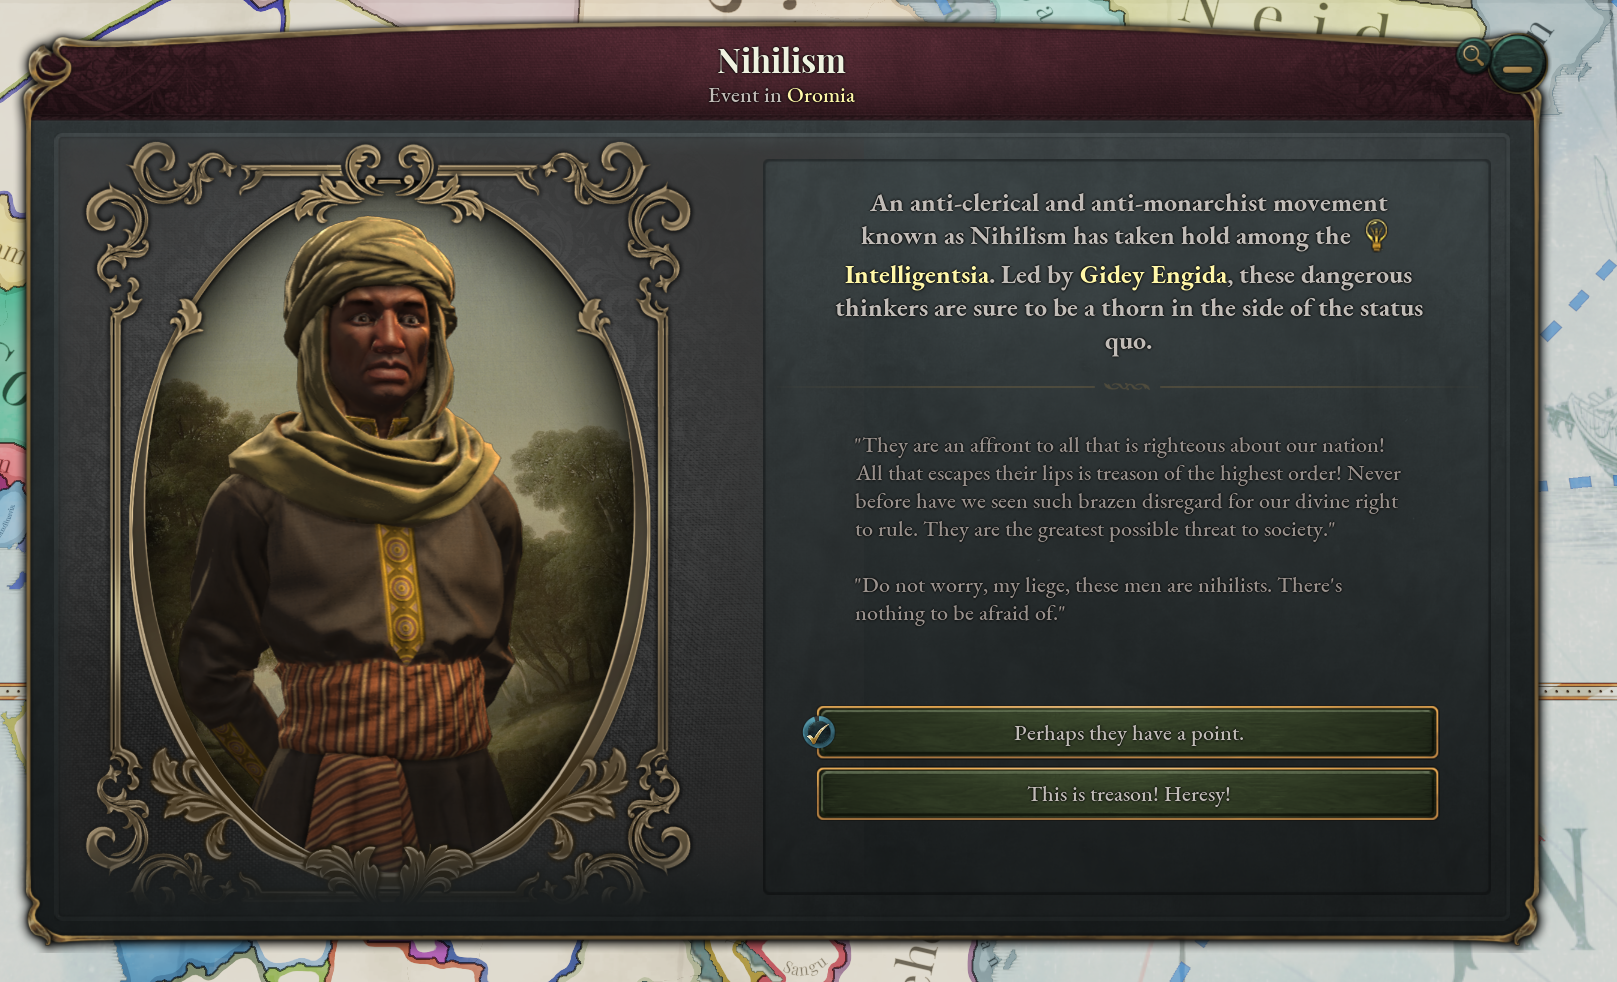 Neid
Nihilism
Event in Oromia
An anti-clerical and anti-monarchist movement
known as Nihilism has taken hold among the
Intelligentsia. Led by Gidey Engida, these dangerous
thinkers are sure to be a thorn in the side of the status
quo.
"They are an affront to all that is righteous about our nation!
All that escapes their lips is treason of the highest order! Never
before have we seen such brazen disregard for our divine right
to rule. They are the greatest possible threat to society."
"Do not worry, my liege, these men are nihilists. There's
nothing to be afraid of."
Perhaps they have a point.
This is treason! Heresy!
Sangu